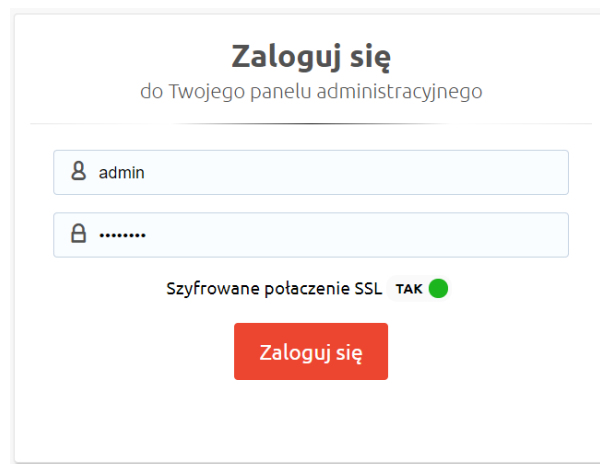 Zaloguj się
do Twojego panelu administracyjnego
admin
••••••••
Szyfrowane połaczenie SSL TAK
Zaloguj się